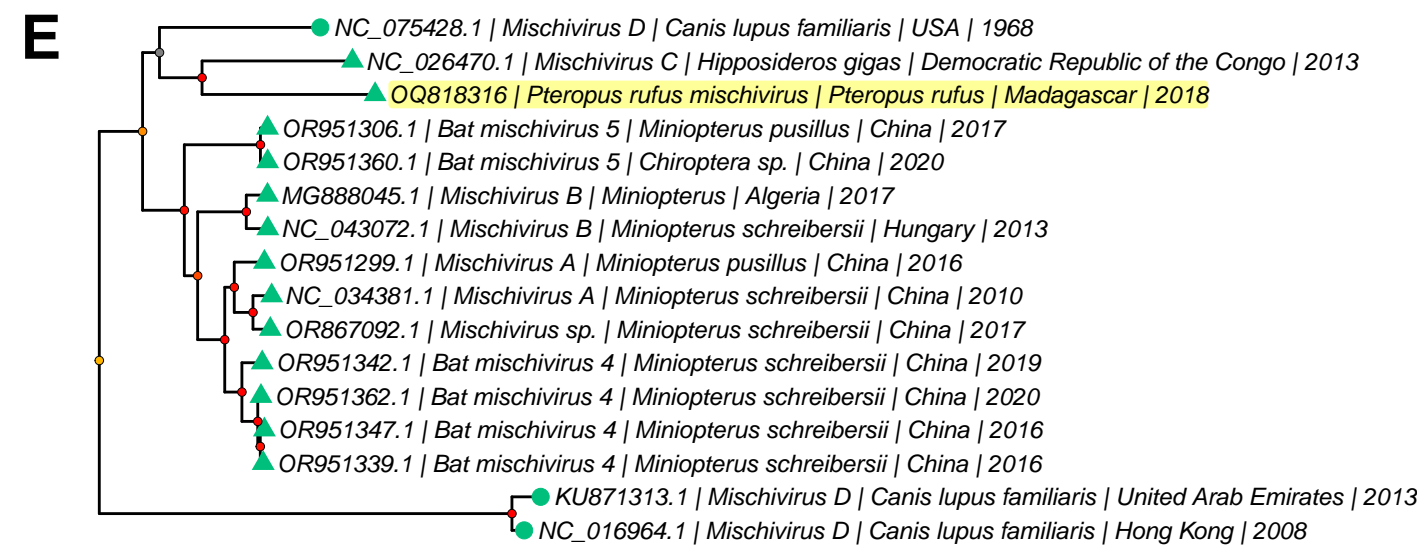 E
NC_075428.1 | Mischivirus D | Canis lupus familiaris | USA | 1968
NC_026470.1 | Mischivirus C | Hipposideros gigas | Democratic Republic of the Congo | 2013
OQ818316 | Pteropus rufus mischivirus | Pteropus rufus | Madagascar | 2018
OR951306.1 | Bat mischivirus 5 | Miniopterus pusillus | China | 2017
OR951360.1 | Bat mischivirus 5 | Chiroptera sp. | China | 2020
MG888045.1 | Mischivirus B | Miniopterus | Algeria | 2017
NC_043072.1 | Mischivirus B | Miniopterus schreibersii | Hungary | 2013
OR951299.1 | Mischivirus A | Miniopterus pusillus | China | 2016
NC_034381.1 | Mischivirus A | Miniopterus schreibersii | China | 2010
OR867092.1 | Mischivirus sp. | Miniopterus schreibersii | China | 2017
OR951342.1 | Bat mischivirus 4 | Miniopterus schreibersii | China | 2019
OR951362.1 | Bat mischivirus 4 | Miniopterus schreibersii | China | 2020
OR951347.1 | Bat mischivirus 4 | Miniopterus schreibersii | China | 2016
OR951339.1 | Bat mischivirus 4 | Miniopterus schreibersii | China | 2016
KU871313.1 | Mischivirus D | Canis lupus familiaris | United Arab Emirates | 2013
NC_016964.1 | Mischivirus D | Canis lupus familiaris | Hong Kong | 2008